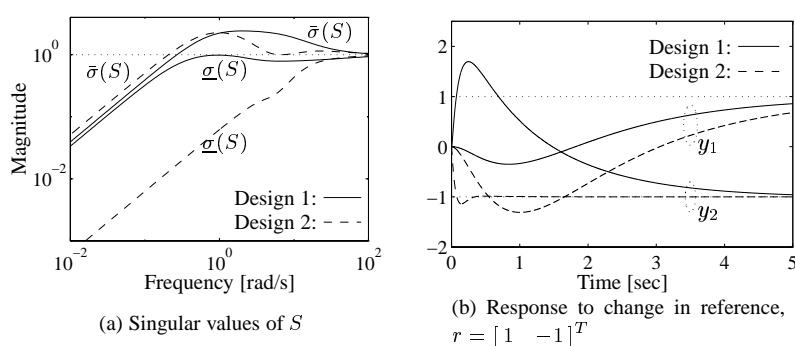 10^0
10^{-2}
Magnitude
σ̄(S)
σ̄(S)
σ̲(S)
σ̲(S)
Design 1:
Design 2:
10^{-2}
10^0
10^2
Frequency [rad/s]
(a) Singular values of S
2
1
0
−1
−2
Design 1:
Design 2:
y_1
y_2
0
1
2
3
4
5
Time [sec]
(b) Response to change in reference,
r = [ 1 −1 ]^T